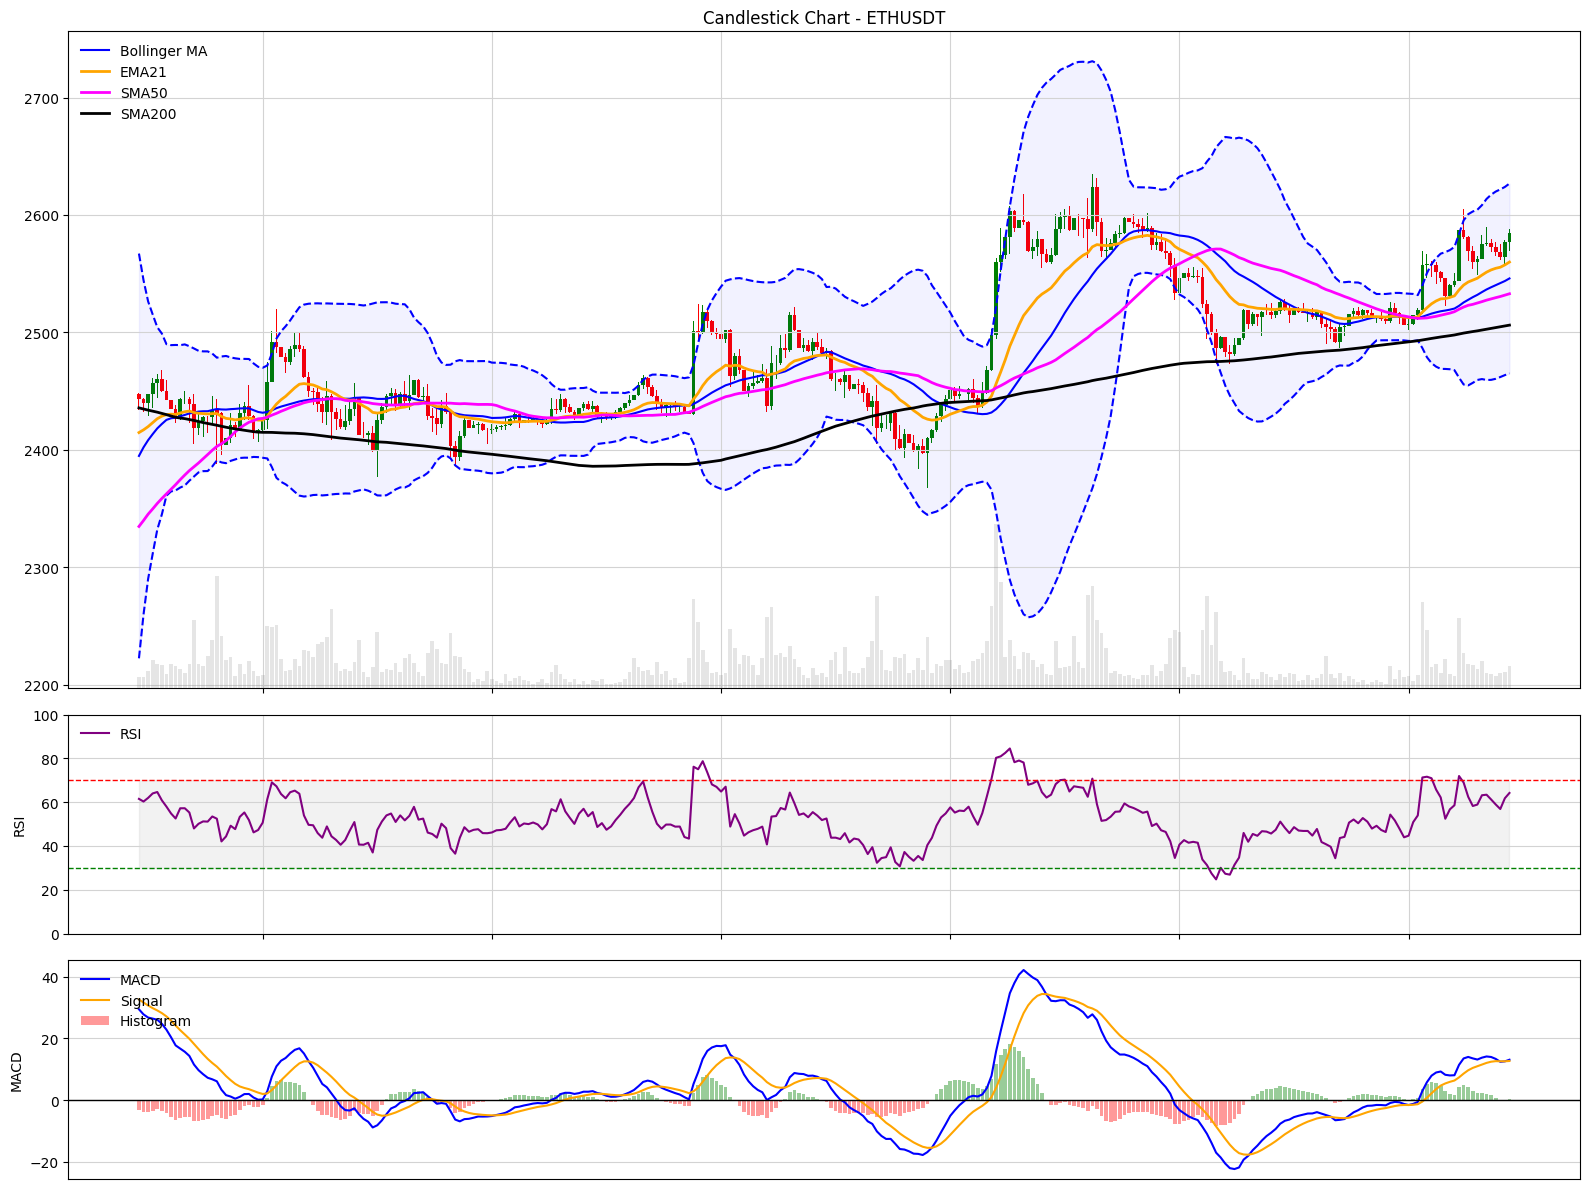 Candlestick Chart - ETHUSDT
Bollinger MA
EMA21
SMA50
SMA200
2700
2600
2500
2400
2300
2200
RSI
100
80
60
40
20
0
RSI
MACD
Signal
Histogram
40
20
0
−20
MACD